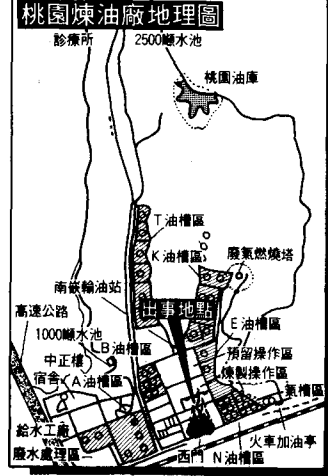 桃園煉油廠地理圖
診療所
2500噸水池
桃園油庫
T油槽區
K油槽區
廢氣燃燒塔
南嵌輸油站
出事地點
高速公路
1000噸水池
E油槽區
LB油槽區
中正樓
預留操作區
宿舍
A油槽區
煉製操作區
氣槽區
給水工廠
廢水處理區
西門
N油槽區
火車加油亭